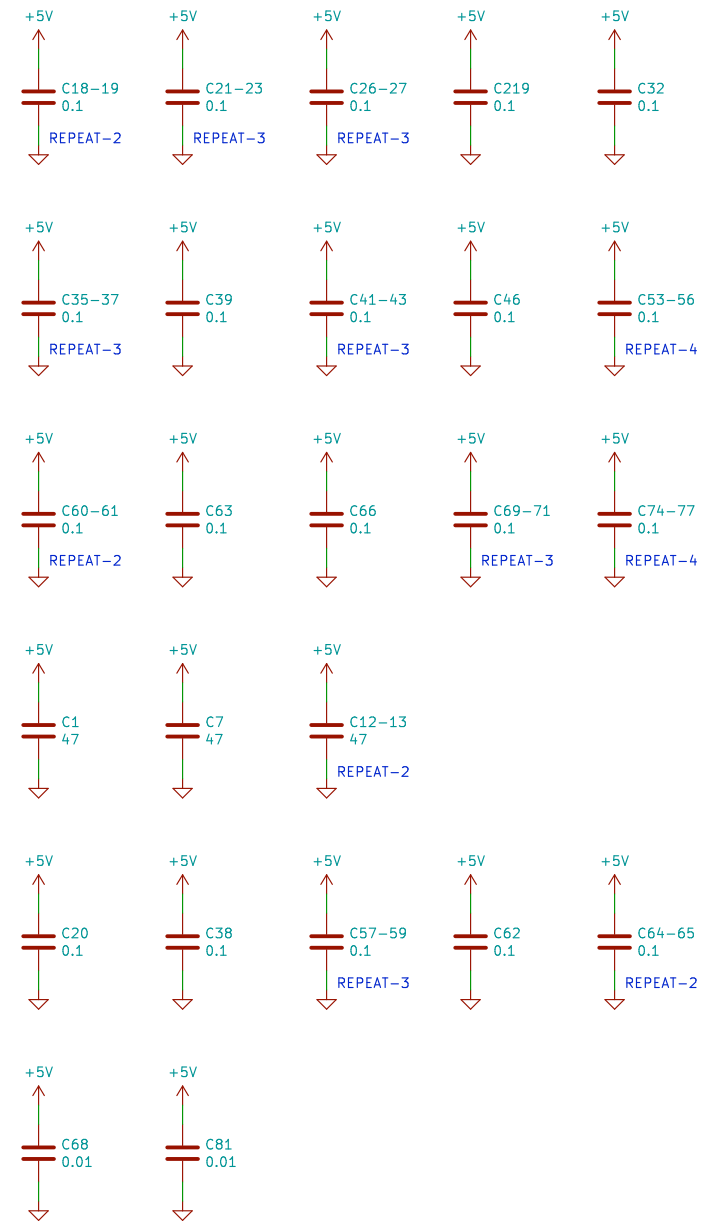 +5V +5V +5V +5V +5V
C18-19 C21-23 C26-27 C219 C32
0.1 0.1 0.1 0.1 0.1
REPEAT-2 REPEAT-3 REPEAT-3
+5V +5V +5V +5V +5V
C35-37 C39 C41-43 C46 C53-56
0.1 0.1 0.1 0.1 0.1
REPEAT-3 REPEAT-3 REPEAT-4
+5V +5V +5V +5V +5V
C60-61 C63 C66 C69-71 C74-77
0.1 0.1 0.1 0.1 0.1
REPEAT-2 REPEAT-3 REPEAT-4
+5V +5V +5V
C1 C7 C12-13
47 47 47
REPEAT-2
+5V +5V +5V +5V +5V
C20 C38 C57-59 C62 C64-65
0.1 0.1 0.1 0.1 0.1
REPEAT-3 REPEAT-2
+5V +5V
C68 C81
0.01 0.01